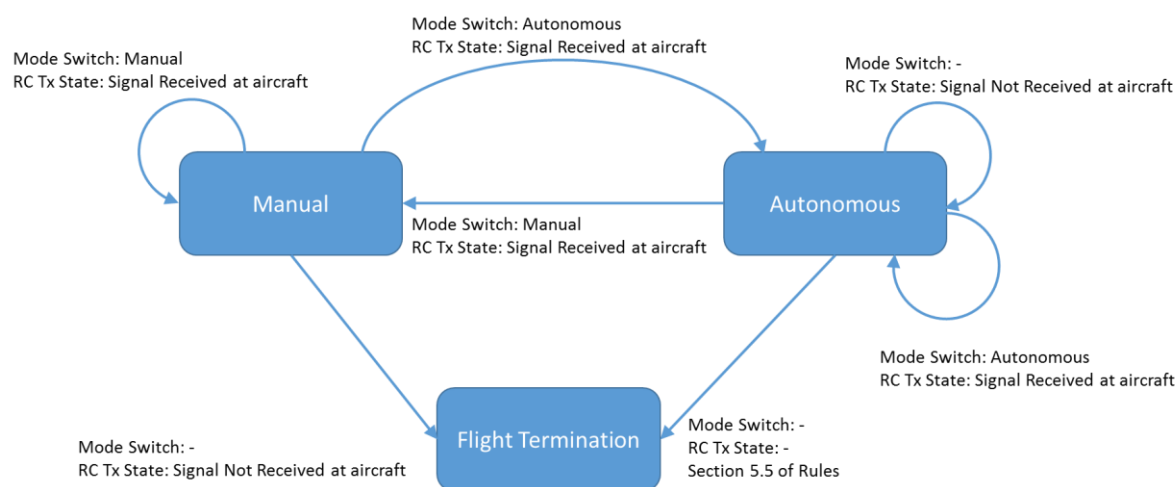 Mode Switch: Autonomous
RC Tx State: Signal Received at aircraft
Mode Switch: Manual
RC Tx State: Signal Received at aircraft
Mode Switch: -
RC Tx State: Signal Not Received at aircraft
Manual
Autonomous
Mode Switch: Manual
RC Tx State: Signal Received at aircraft
Mode Switch: Autonomous
RC Tx State: Signal Received at aircraft
Flight Termination
Mode Switch: -
RC Tx State: Signal Not Received at aircraft
Mode Switch: -
RC Tx State: -
Section 5.5 of Rules